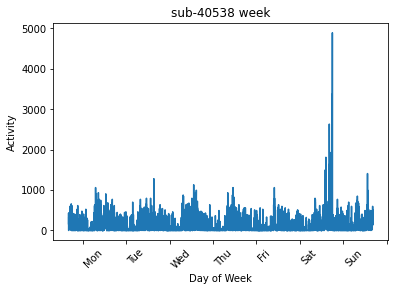 sub-40538 week
5000
4000
3000
2000
1000
0
Activity
Mon
Tue
Wed
Thu
Fri
Sat
Sun
Day of Week